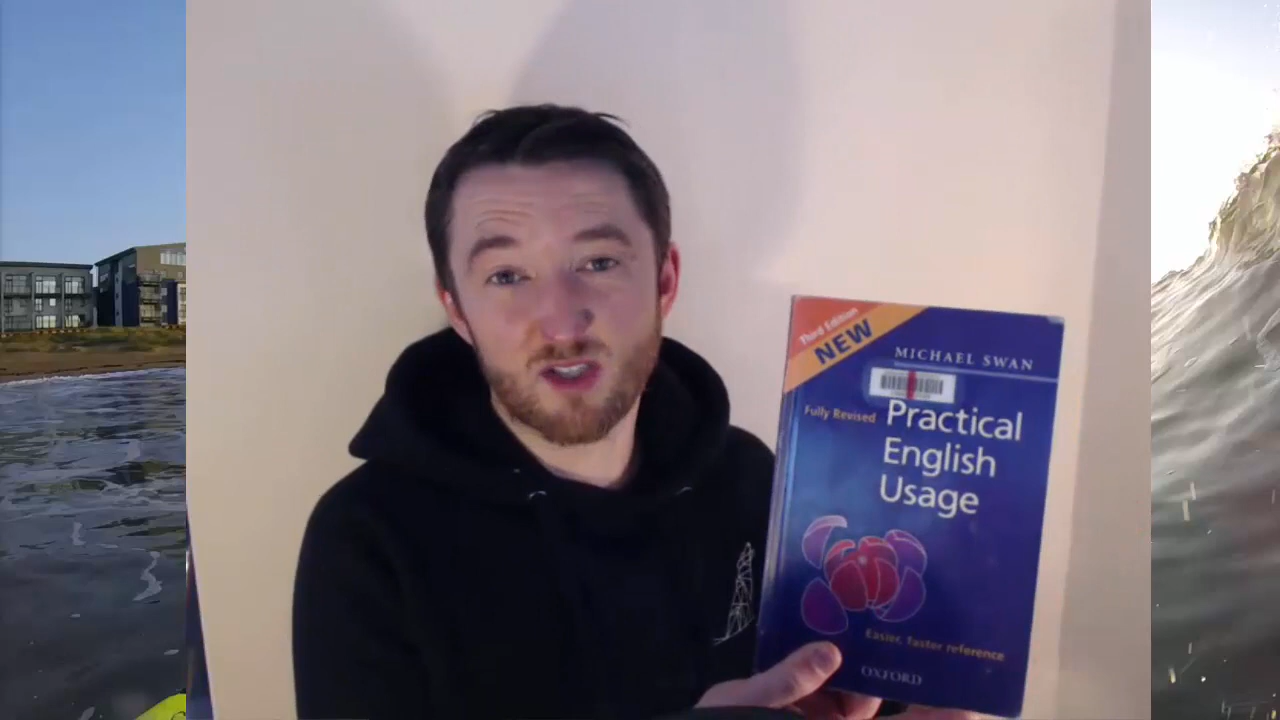 Third Edition
NEW
MICHAEL SWAN
Fully Revised
Practical
English
Usage
Easier, faster reference
OXFORD